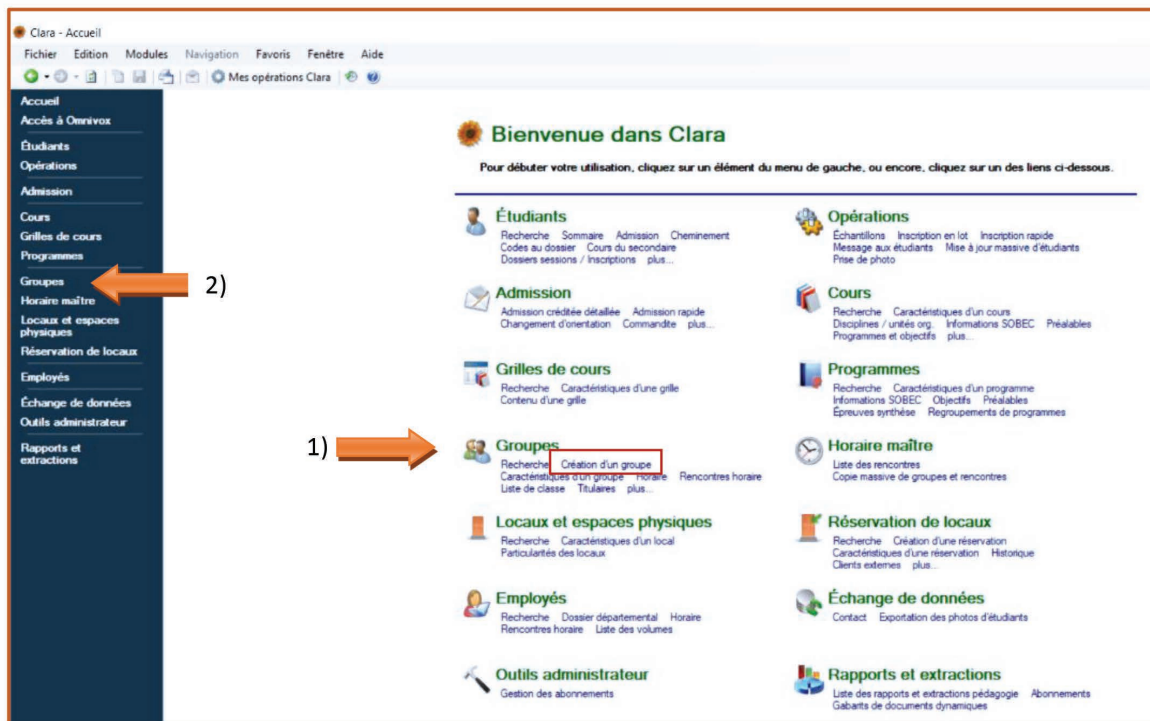 Clara - Accueil
Fichier Edition Modules Navigation Favoris Fenêtre Aide
Mes opérations Clara
Accueil
Accès à Omnivox
Étudiants
Opérations
Admission
Cours
Grilles de cours
Programmes
Groupes
Horaire maître
Locaux et espaces
physiques
Réservation de locaux
Employés
Échange de données
Outils administrateur
Rapports et
extractions
2)
1)
Bienvenue dans Clara
Pour débuter votre utilisation, cliquez sur un élément du menu de gauche, ou encore, cliquez sur un des liens ci-dessous.
Étudiants
Recherche Sommaire Admission Cheminement
Codes au dossier Cours du secondaire
Dossiers sessions / Inscriptions plus...
Opérations
Échantillons Inscription en lot Inscription rapide
Message aux étudiants Mise à jour massive d'étudiants
Prise de photo
Admission
Admission créditée détaillée Admission rapide
Changement d'orientation Commandite plus...
Cours
Recherche Caractéristiques d'un cours
Disciplines / unités org. Informations SOBEC Préalables
Programmes et objectifs plus...
Grilles de cours
Recherche Caractéristiques d'une grille
Contenu d'une grille
Programmes
Recherche Caractéristiques d'un programme
Informations SOBEC Objectifs Préalables
Épreuves synthèse Regroupements de programmes
Groupes
Recherche Création d'un groupe
Caractéristiques d'un groupe Horaire Rencontres horaire
Liste de classe Titulaires plus...
Horaire maître
Liste des rencontres
Copie massive de groupes et rencontres
Locaux et espaces physiques
Recherche Caractéristiques d'un local
Particularités des locaux
Réservation de locaux
Recherche Création d'une réservation
Caractéristiques d'une réservation Historique
Clients externes plus...
Employés
Recherche Dossier départemental Horaire
Rencontres horaire Liste des volumes
Échange de données
Contact Exportation des photos d'étudiants
Outils administrateur
Gestion des abonnements
Rapports et extractions
Liste des rapports et extractions pédagogie Abonnements
Gabarits de documents dynamiques